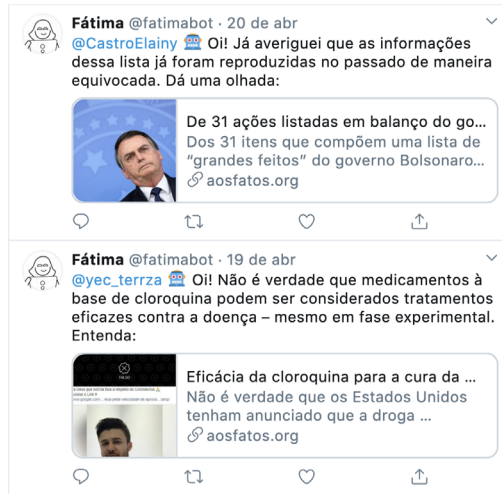 Fátima @fatimabot · 20 de abr
@CastroElainy 🤖 Oi! Já averiguei que as informações
dessa lista já foram reproduzidas no passado de maneira
equivocada. Dá uma olhada:
De 31 ações listadas em balanço do go...
Dos 31 itens que compõem uma lista de
“grandes feitos” do governo Bolsonaro...
aosfatos.org
Fátima @fatimabot · 19 de abr
@yec_terrza 🤖 Oi! Não é verdade que medicamentos à
base de cloroquina podem ser considerados tratamentos
eficazes contra a doença – mesmo em fase experimental.
Entenda:
Eficácia da cloroquina para a cura da ...
Não é verdade que os Estados Unidos
tenham anunciado que a droga ...
aosfatos.org